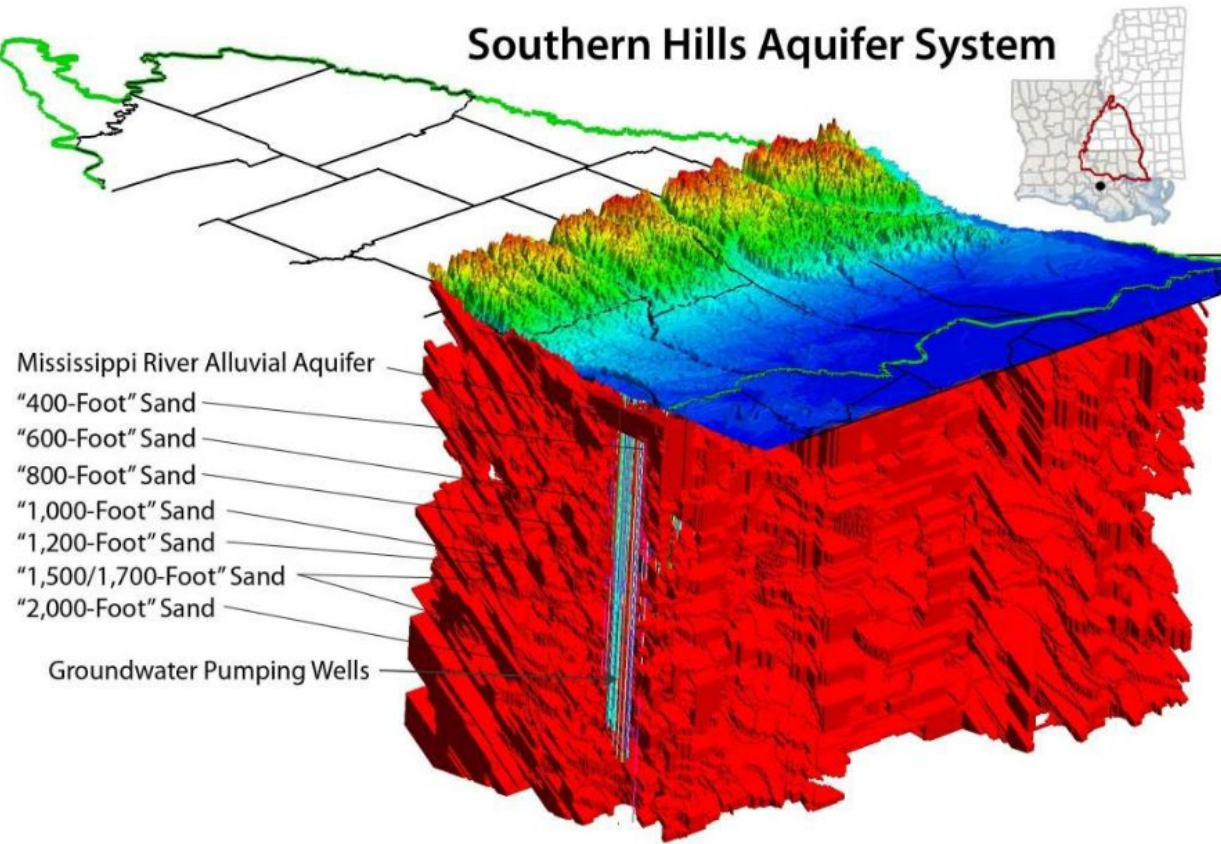 Southern Hills Aquifer System
Mississippi River Alluvial Aquifer
“400-Foot” Sand
“600-Foot” Sand
“800-Foot” Sand
“1,000-Foot” Sand
“1,200-Foot” Sand
“1,500/1,700-Foot” Sand
“2,000-Foot” Sand
Groundwater Pumping Wells